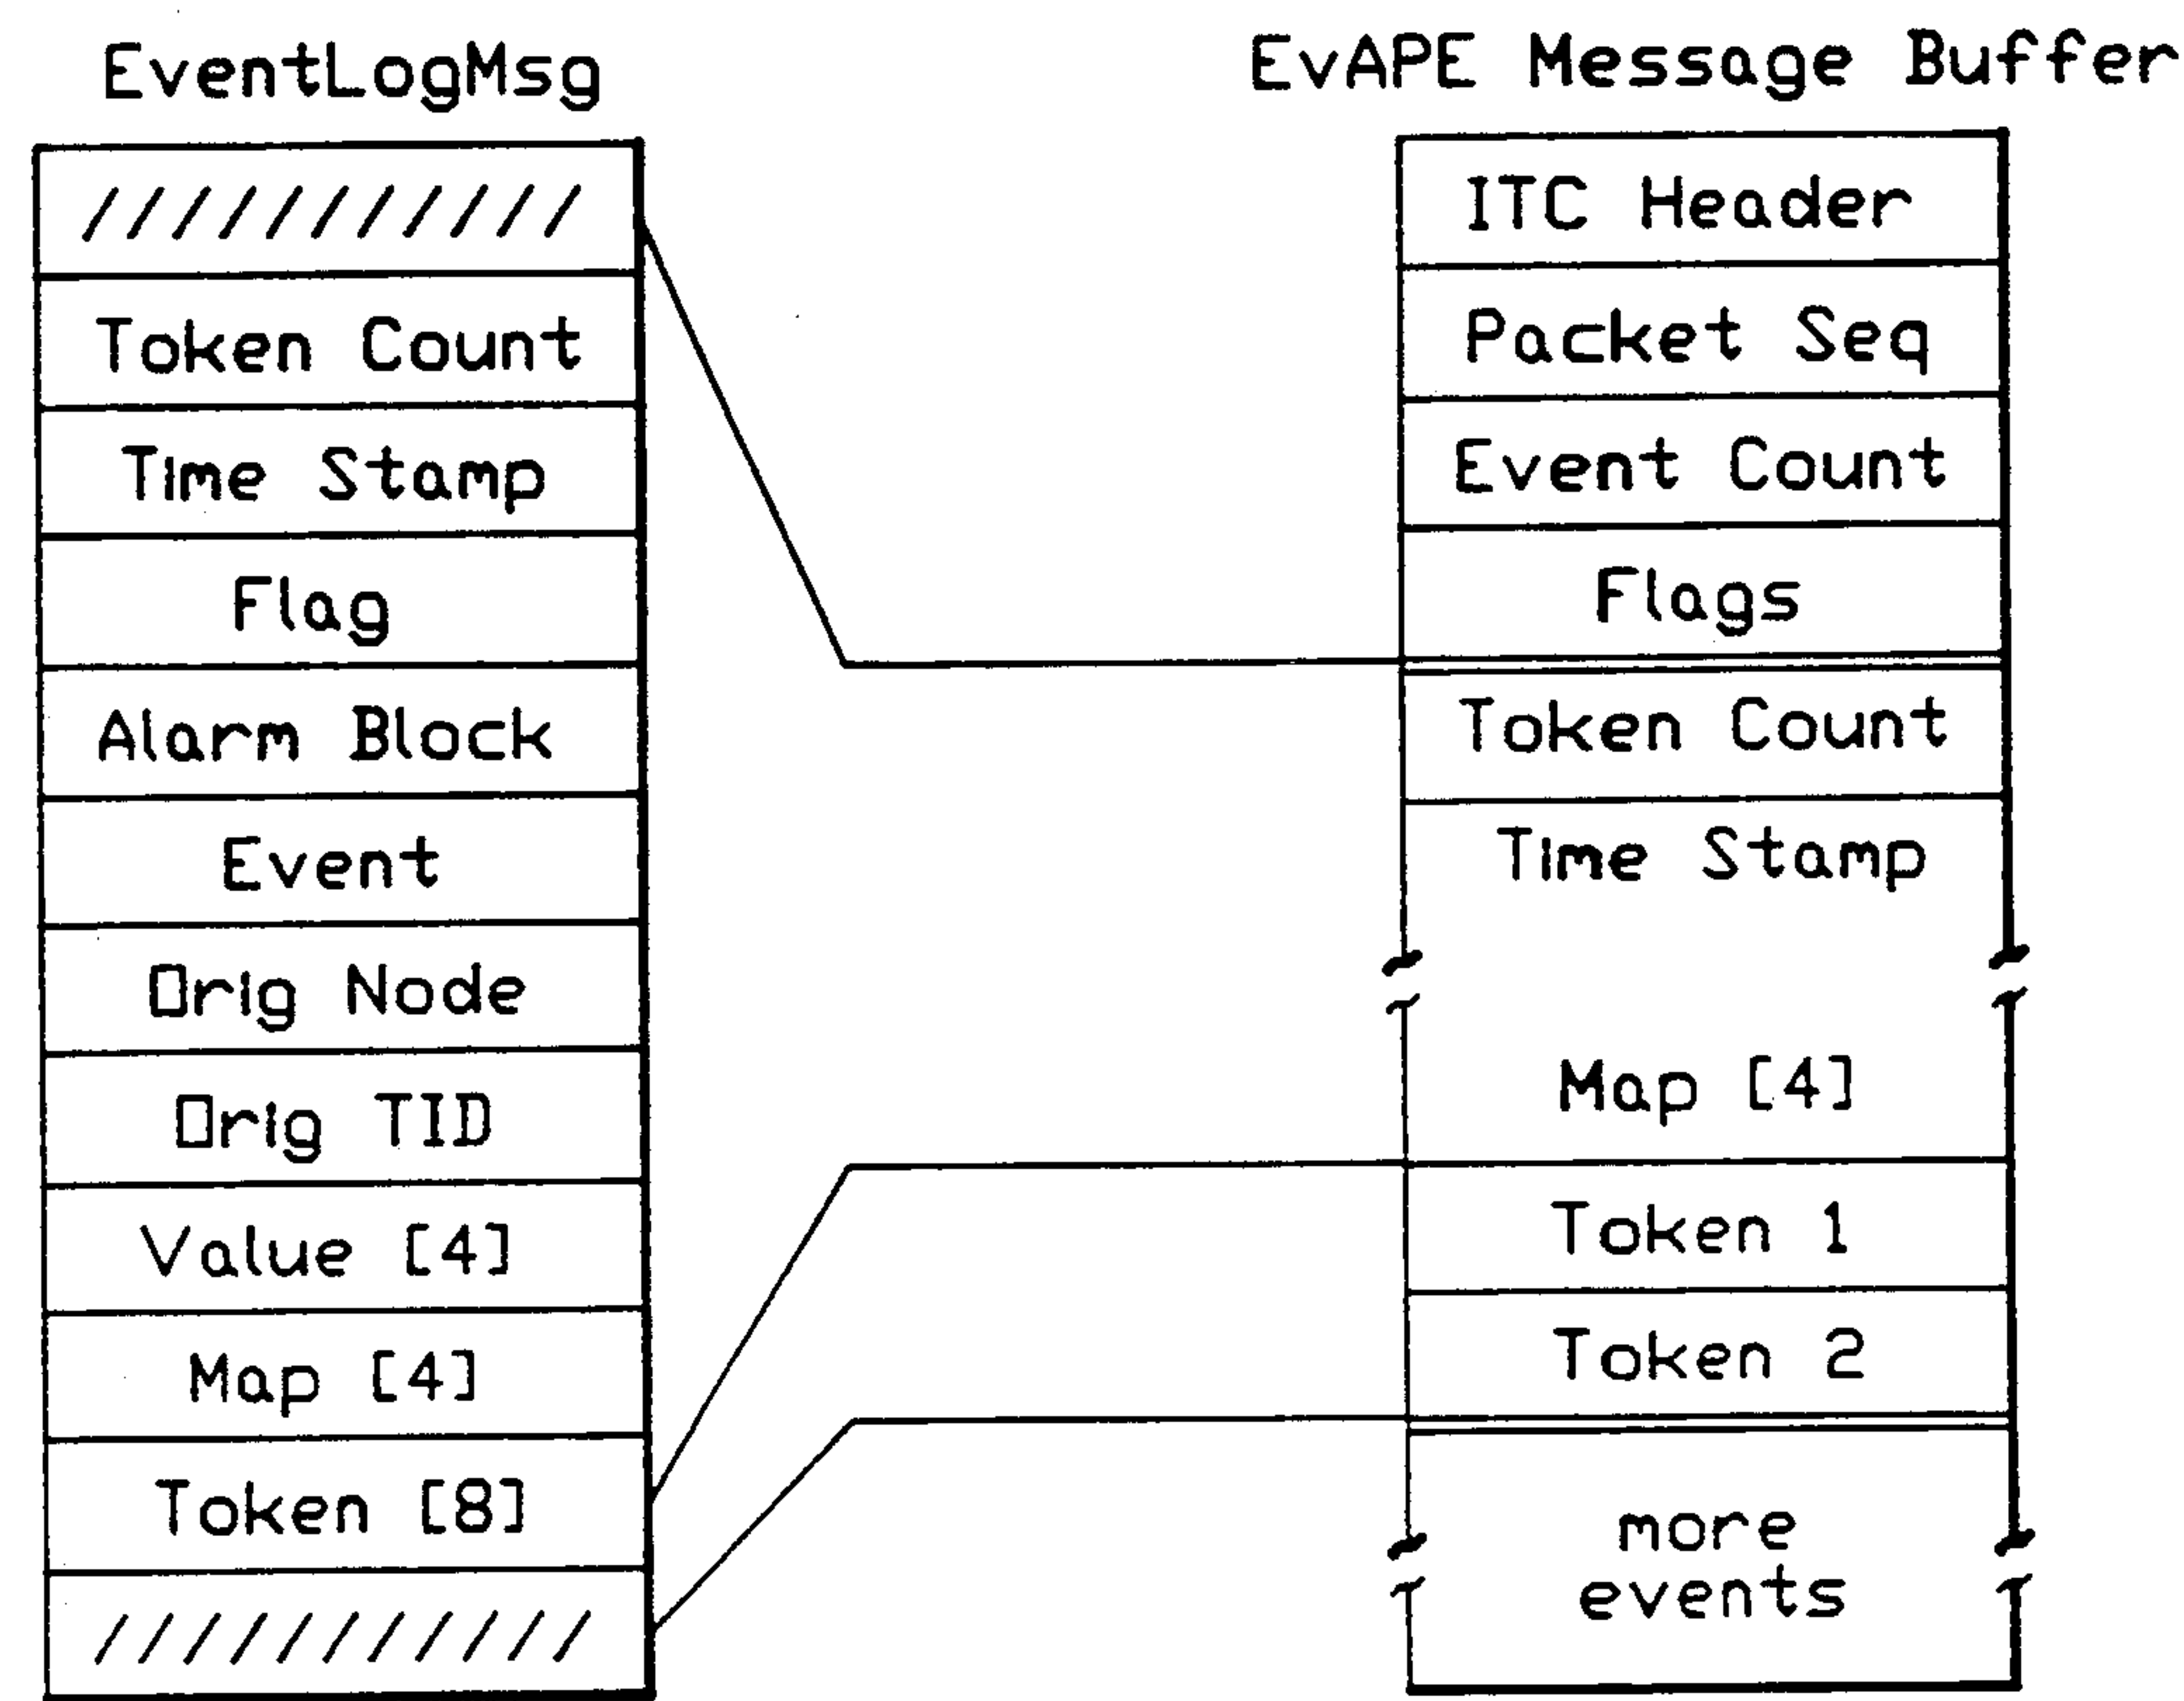 EventLogMsg
///////////
Token Count
Time Stamp
Flag
Alarm Block
Event
Orig Node
Orig TID
Value [4]
Map [4]
Token [8]
///////////
EvAPE Message Buffer
ITC Header
Packet Seq
Event Count
Flags
Token Count
Time Stamp
Map [4]
Token 1
Token 2
more
events